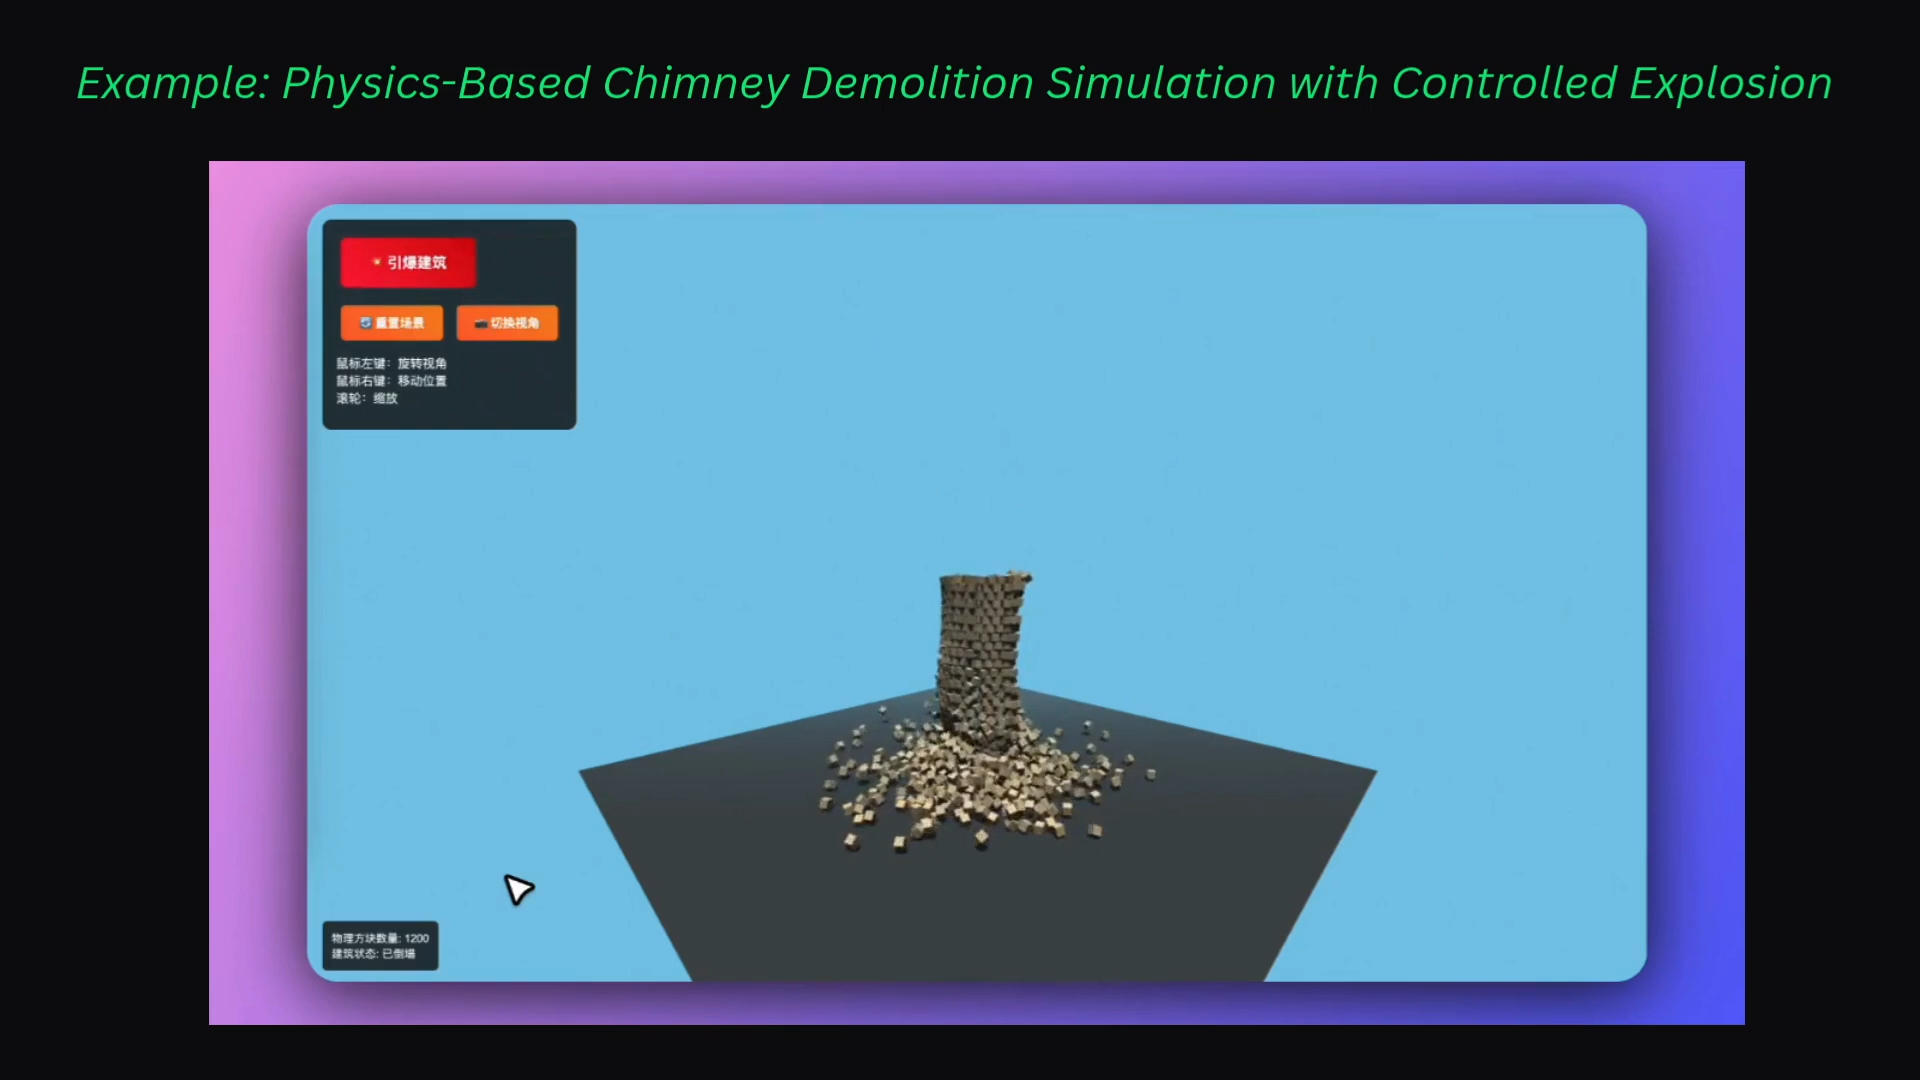 Example: Physics-Based Chimney Demolition Simulation with Controlled Explosion
引爆建筑
重置场景
切换视角
鼠标左键：旋转视角
鼠标右键：移动位置
滚轮：缩放
物理方块数量: 1200
建筑状态: 已倒塌